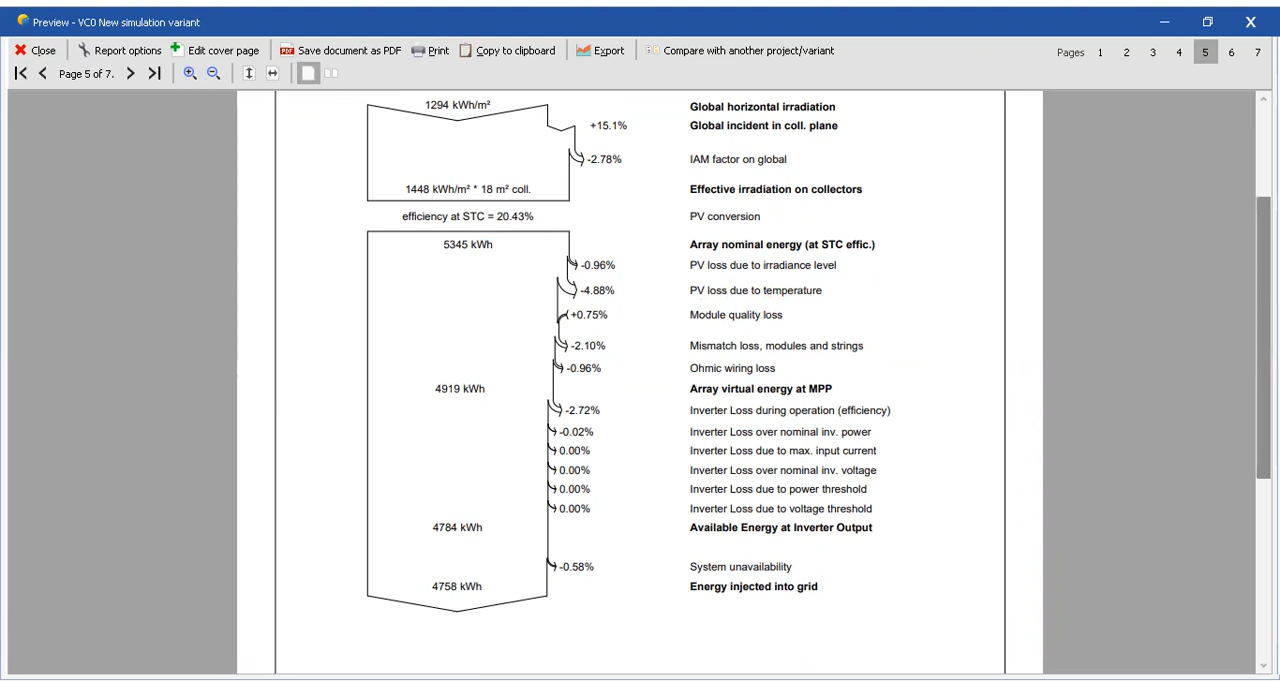 Preview - VC0 New simulation variant
Close Report options Edit cover page Save document as PDF Print Copy to clipboard Export Compare with another project/variant Pages 1 2 3 4 5 6 7
Page 5 of 7.
1294 kWh/m² Global horizontal irradiation
+15.1% Global incident in coll. plane
-2.78% IAM factor on global
1448 kWh/m² * 18 m² coll. Effective irradiation on collectors
efficiency at STC = 20.43% PV conversion
5345 kWh Array nominal energy (at STC effic.)
-0.96% PV loss due to irradiance level
-4.88% PV loss due to temperature
+0.75% Module quality loss
-2.10% Mismatch loss, modules and strings
-0.96% Ohmic wiring loss
4919 kWh Array virtual energy at MPP
-2.72% Inverter Loss during operation (efficiency)
-0.02% Inverter Loss over nominal inv. power
0.00% Inverter Loss due to max. input current
0.00% Inverter Loss over nominal inv. voltage
0.00% Inverter Loss due to power threshold
0.00% Inverter Loss due to voltage threshold
4784 kWh Available Energy at Inverter Output
-0.58% System unavailability
4758 kWh Energy injected into grid